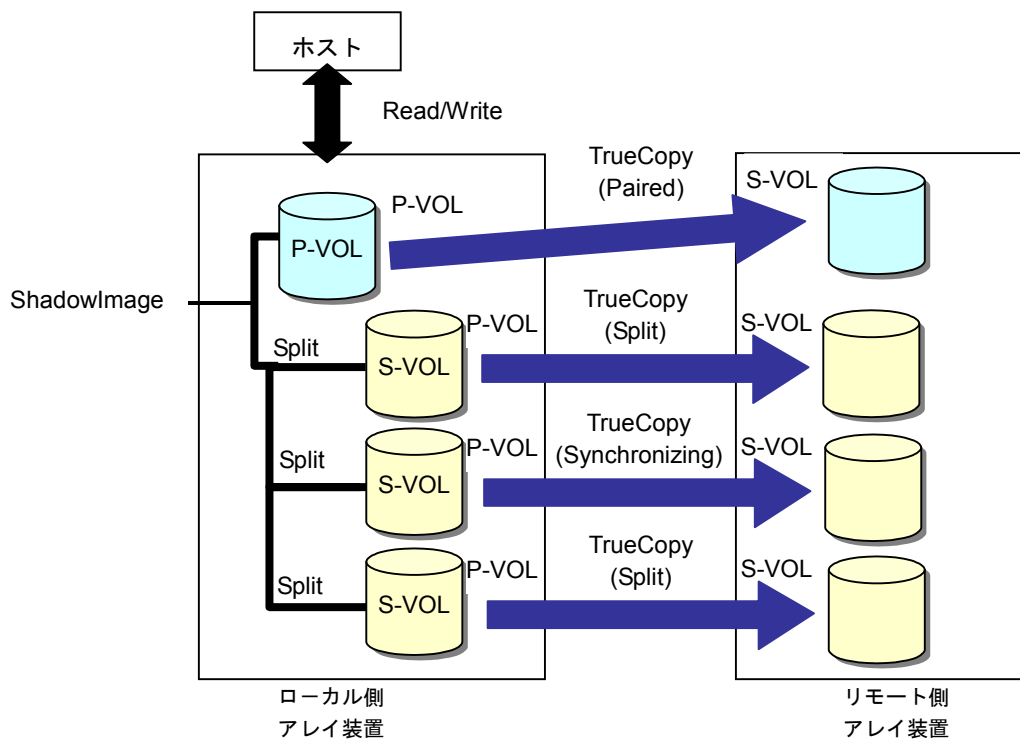 ホスト
Read/Write
TrueCopy
(Paired)
S-VOL
P-VOL
P-VOL
ShadowImage
TrueCopy
(Split)
P-VOL
S-VOL
Split
S-VOL
TrueCopy
(Synchronizing)
P-VOL
S-VOL
Split
S-VOL
TrueCopy
(Split)
P-VOL
S-VOL
Split
S-VOL
ローカル側
アレイ装置
リモート側
アレイ装置